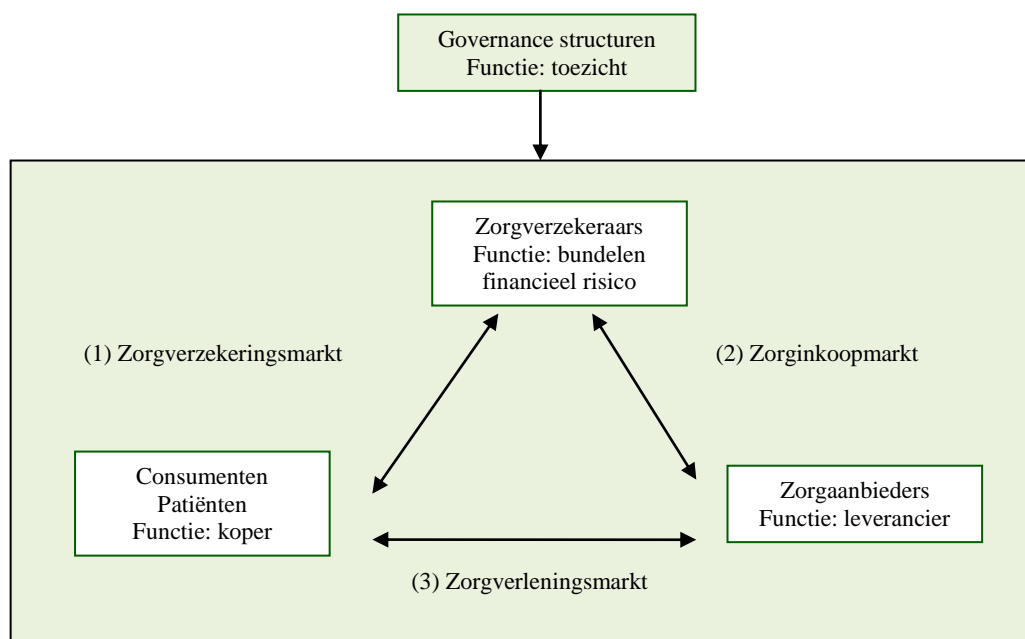 Governance structuren
Functie: toezicht
Zorgverzekeraars
Functie: bundelen
financieel risico
(1) Zorgverzekeringsmarkt
(2) Zorginkoopmarkt
Consumenten
Patiënten
Functie: koper
Zorgaanbieders
Functie: leverancier
(3) Zorgverleningsmarkt